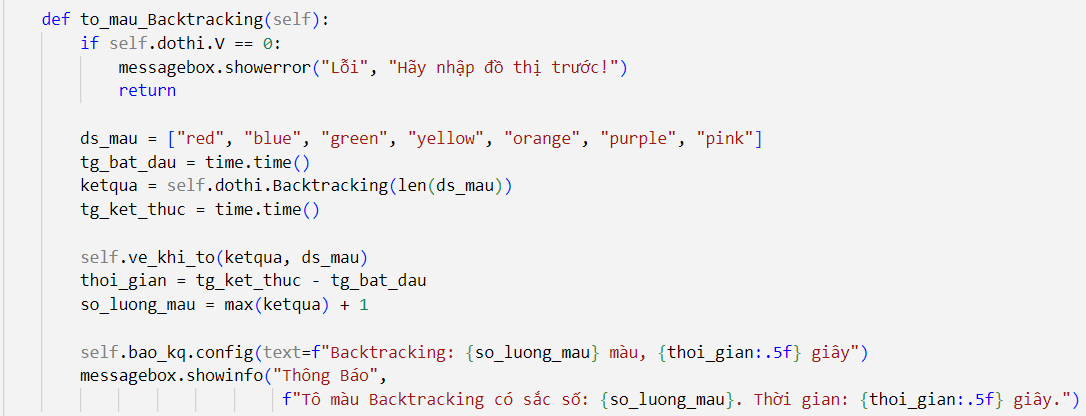 def to_mau_Backtracking(self):
if self.dothi.V == 0:
messagebox.showerror("Lỗi", "Hãy nhập đồ thị trước!")
return
ds_mau = ["red", "blue", "green", "yellow", "orange", "purple", "pink"]
tg_bat_dau = time.time()
ketqua = self.dothi.Backtracking(len(ds_mau))
tg_ket_thuc = time.time()
self.ve_khi_to(ketqua, ds_mau)
thoi_gian = tg_ket_thuc - tg_bat_dau
so_luong_mau = max(ketqua) + 1
self.bao_kq.config(text=f"Backtracking: {so_luong_mau} màu, {thoi_gian:.5f} giây")
messagebox.showinfo("Thông Báo",
f"Tô màu Backtracking có sắc số: {so_luong_mau}. Thời gian: {thoi_gian:.5f} giây.")